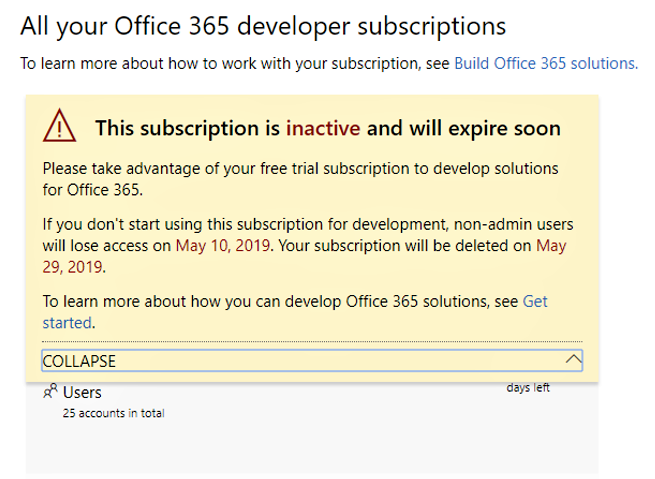 All your Office 365 developer subscriptions
To learn more about how to work with your subscription, see Build Office 365 solutions.
This subscription is inactive and will expire soon
Please take advantage of your free trial subscription to develop solutions
for Office 365.
If you don't start using this subscription for development, non-admin users
will lose access on May 10, 2019. Your subscription will be deleted on May
29, 2019.
To learn more about how you can develop Office 365 solutions, see Get
started.
COLLAPSE
Users
days left
25 accounts in total